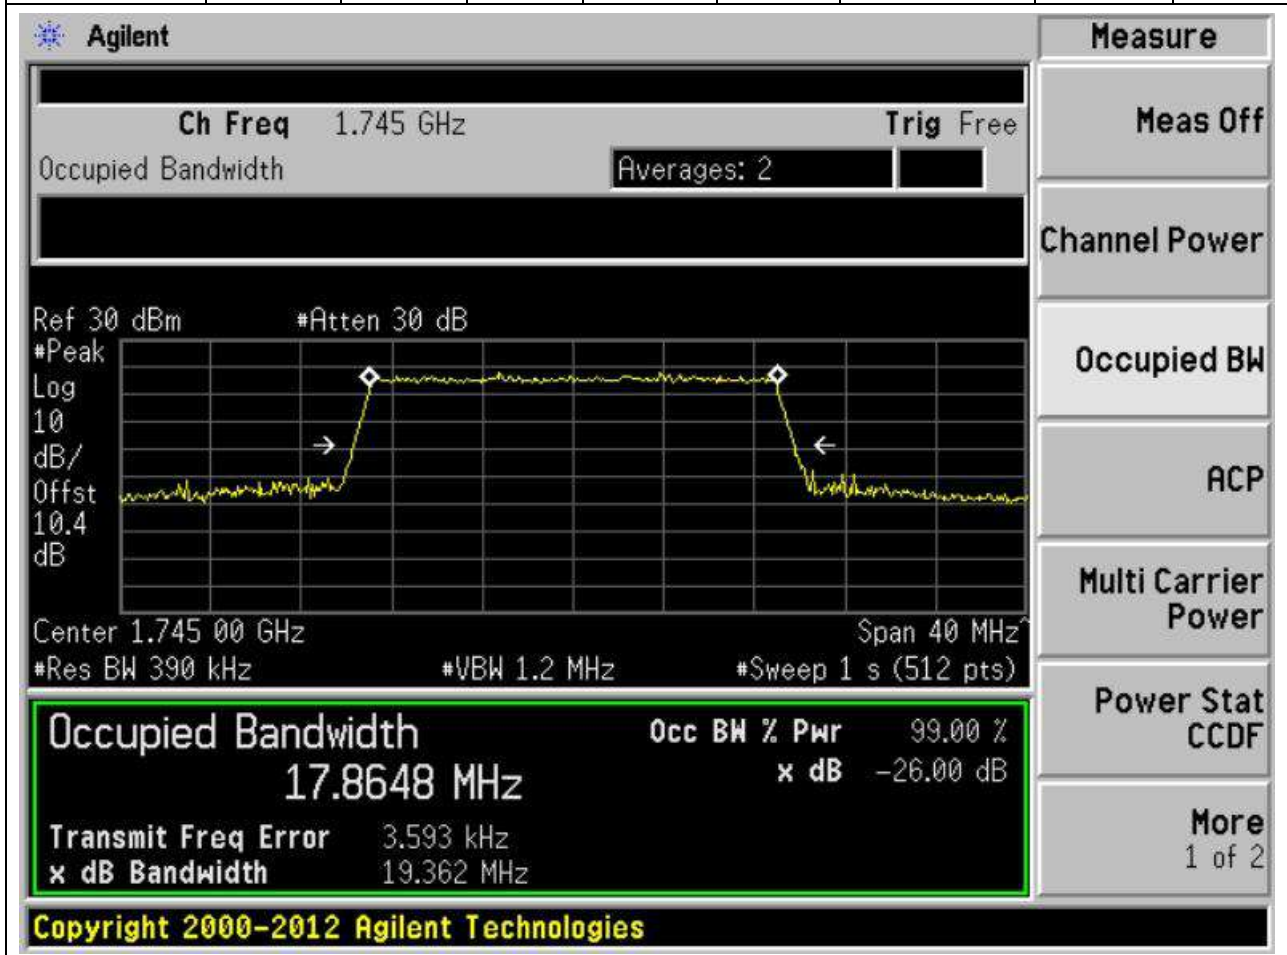 Agilent
Measure
Ch Freq 1.745 GHz Trig Free
Occupied Bandwidth Averages: 2
Meas Off
Channel Power
Occupied BW
ACP
Multi Carrier
Power
Power Stat
CCDF
More
1 of 2
Ref 30 dBm #Atten 30 dB
#Peak
Log
10
dB/
Offst
10.4
dB
Center 1.745 00 GHz Span 40 MHz^
#Res BW 390 kHz #VBW 1.2 MHz #Sweep 1 s (512 pts)
Occupied Bandwidth Occ BW % Pwr 99.00 %
17.8648 MHz x dB -26.00 dB
Transmit Freq Error 3.593 kHz
x dB Bandwidth 19.362 MHz
Copyright 2000-2012 Agilent Technologies